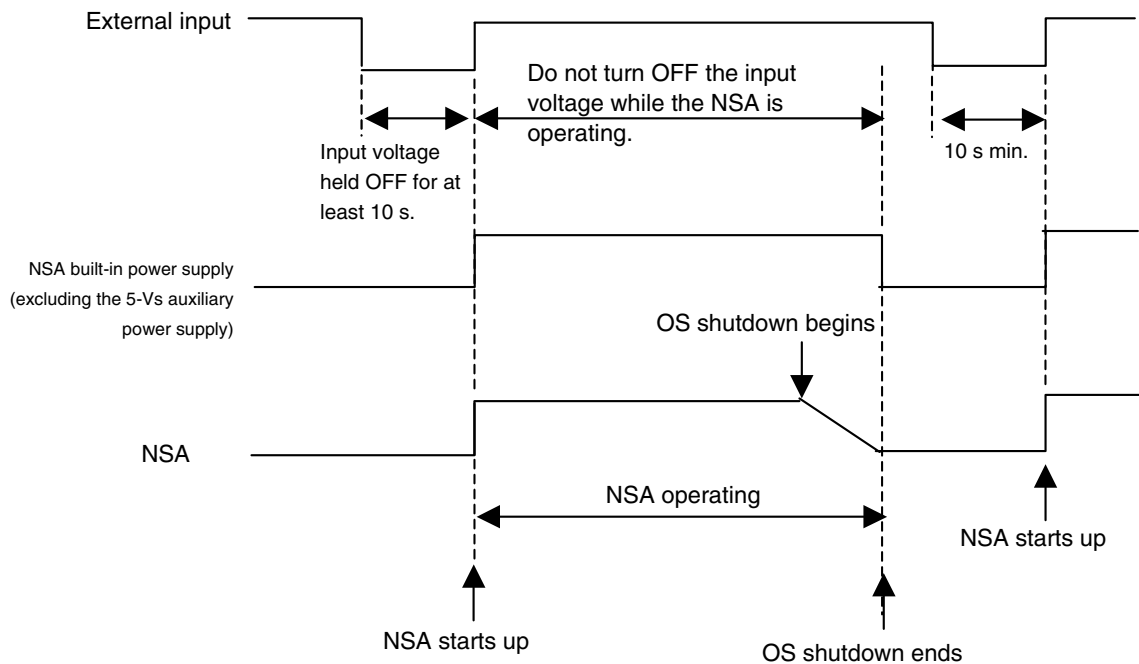 External input
Do not turn OFF the input
voltage while the NSA is
operating.
Input voltage
held OFF for at
least 10 s.
10 s min.
NSA built-in power supply
(excluding the 5-Vs auxiliary
power supply)
OS shutdown begins
NSA
NSA operating
NSA starts up
NSA starts up
OS shutdown ends